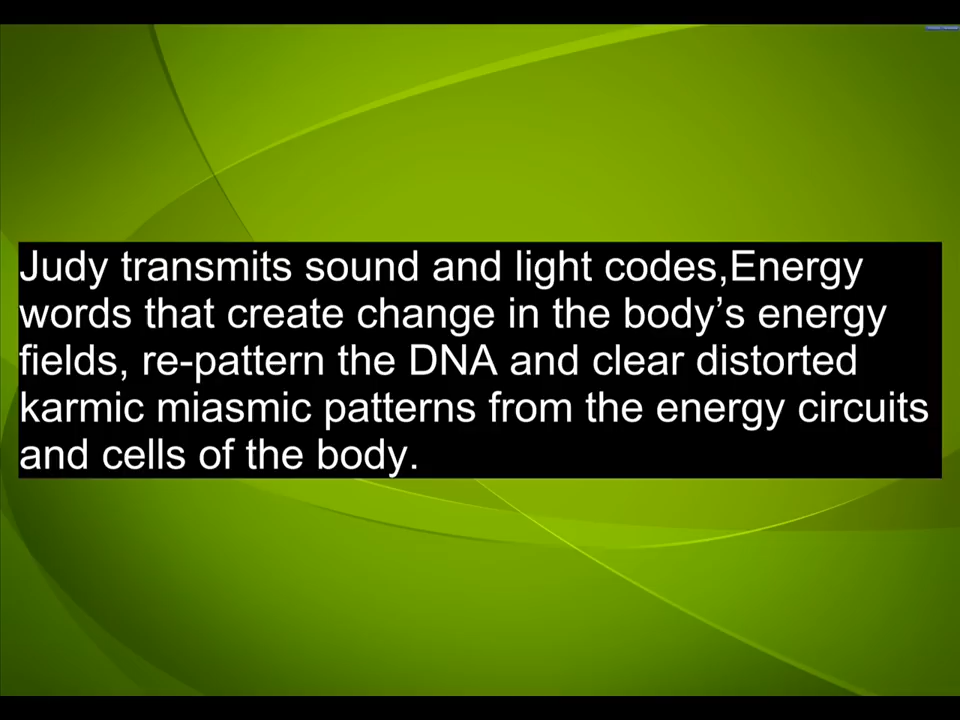 Judy transmits sound and light codes,Energy
words that create change in the body’s energy
fields, re-pattern the DNA and clear distorted
karmic miasmic patterns from the energy circuits
and cells of the body.